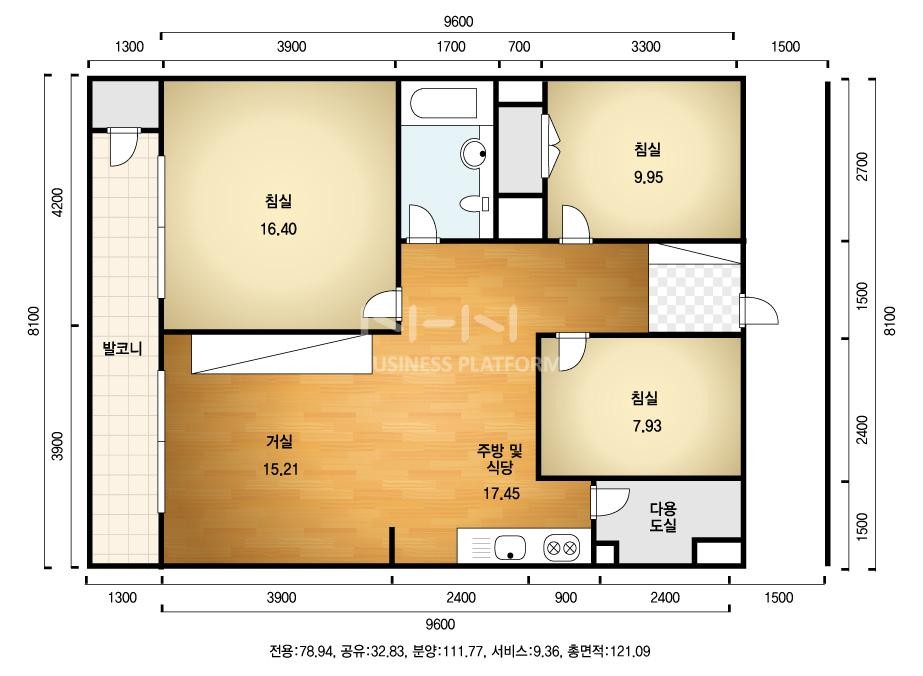 9600
1300 3900 1700 700 3300 1500
4200
3900
8100
2700
1500
2400
1500
8100
침실
16.40
침실
9.95
NHN
BUSINESS PLATFORM
발코니
침실
7.93
거실
15.21
주방 및
식당
17.45
다용
도실
1300 3900 2400 900 2400 1500
9600
전용:78.94, 공유:32.83, 분양:111.77, 서비스:9.36, 총면적:121.09